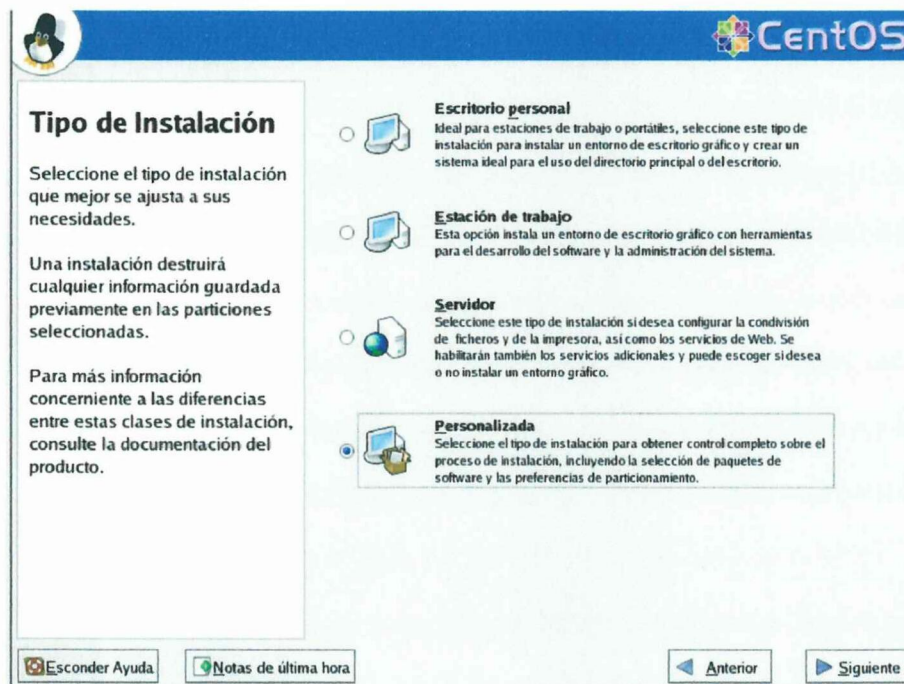 CentOS
Tipo de Instalación
Seleccione el tipo de instalación
que mejor se ajusta a sus
necesidades.
Una instalación destruirá
cualquier información guardada
previamente en las particiones
seleccionadas.
Para más información
concerniente a las diferencias
entre estas clases de instalación,
consulte la documentación del
producto.
Escritorio personal
Ideal para estaciones de trabajo o portátiles, seleccione este tipo de
instalación para instalar un entorno de escritorio gráfico y crear un
sistema ideal para el uso del directorio principal o del escritorio.
Estación de trabajo
Esta opción instala un entorno de escritorio gráfico con herramientas
para el desarrollo del software y la administración del sistema.
Servidor
Seleccione este tipo de instalación si desea configurar la condivisión
de ficheros y de la impresora, así como los servicios de Web. Se
habilitarán también los servicios adicionales y puede escoger si desea
o no instalar un entorno gráfico.
Personalizada
Seleccione el tipo de instalación para obtener control completo sobre el
proceso de instalación, incluyendo la selección de paquetes de
software y las preferencias de particionamiento.
Esconder Ayuda
Notas de última hora
Anterior
Siguiente